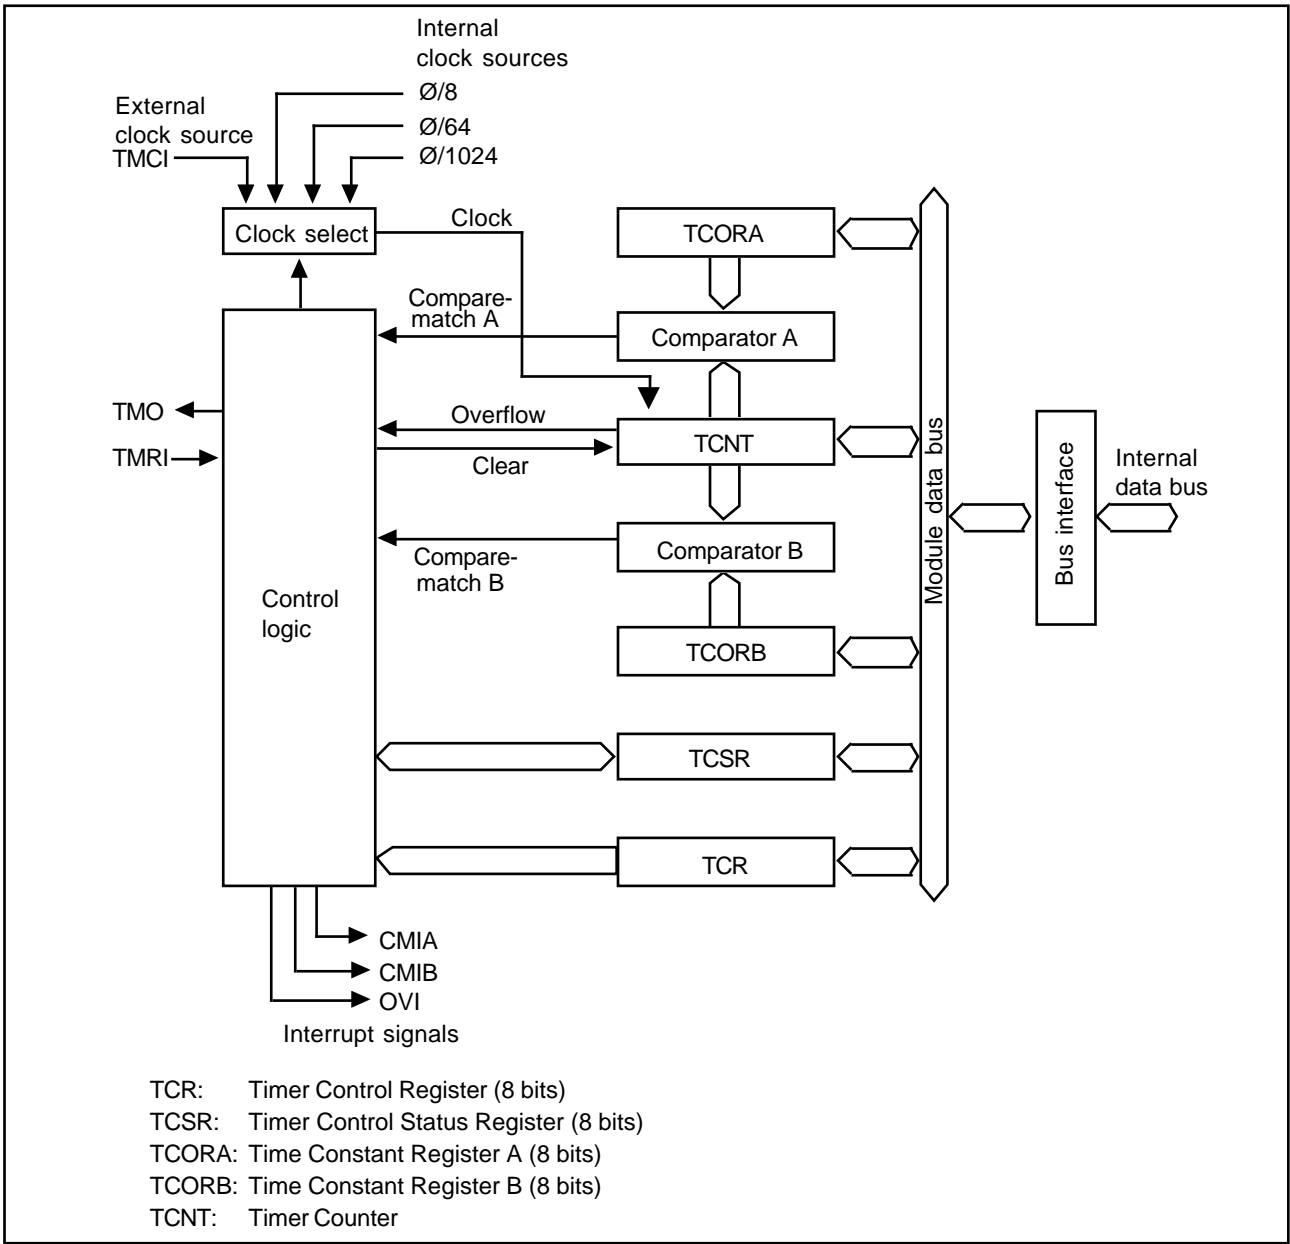 Internal
clock sources
Ø/8
External
clock source
Ø/64
TMCI
Ø/1024
Clock select
Clock
TCORA
Compare-
match A
Comparator A
TMO
Overflow
TCNT
TMRI
Clear
Module data bus
Bus interface
Internal
data bus
Comparator B
Compare-
match B
Control
logic
TCORB
TCSR
TCR
CMIA
CMIB
OVI
Interrupt signals
TCR: Timer Control Register (8 bits)
TCSR: Timer Control Status Register (8 bits)
TCORA: Time Constant Register A (8 bits)
TCORB: Time Constant Register B (8 bits)
TCNT: Timer Counter